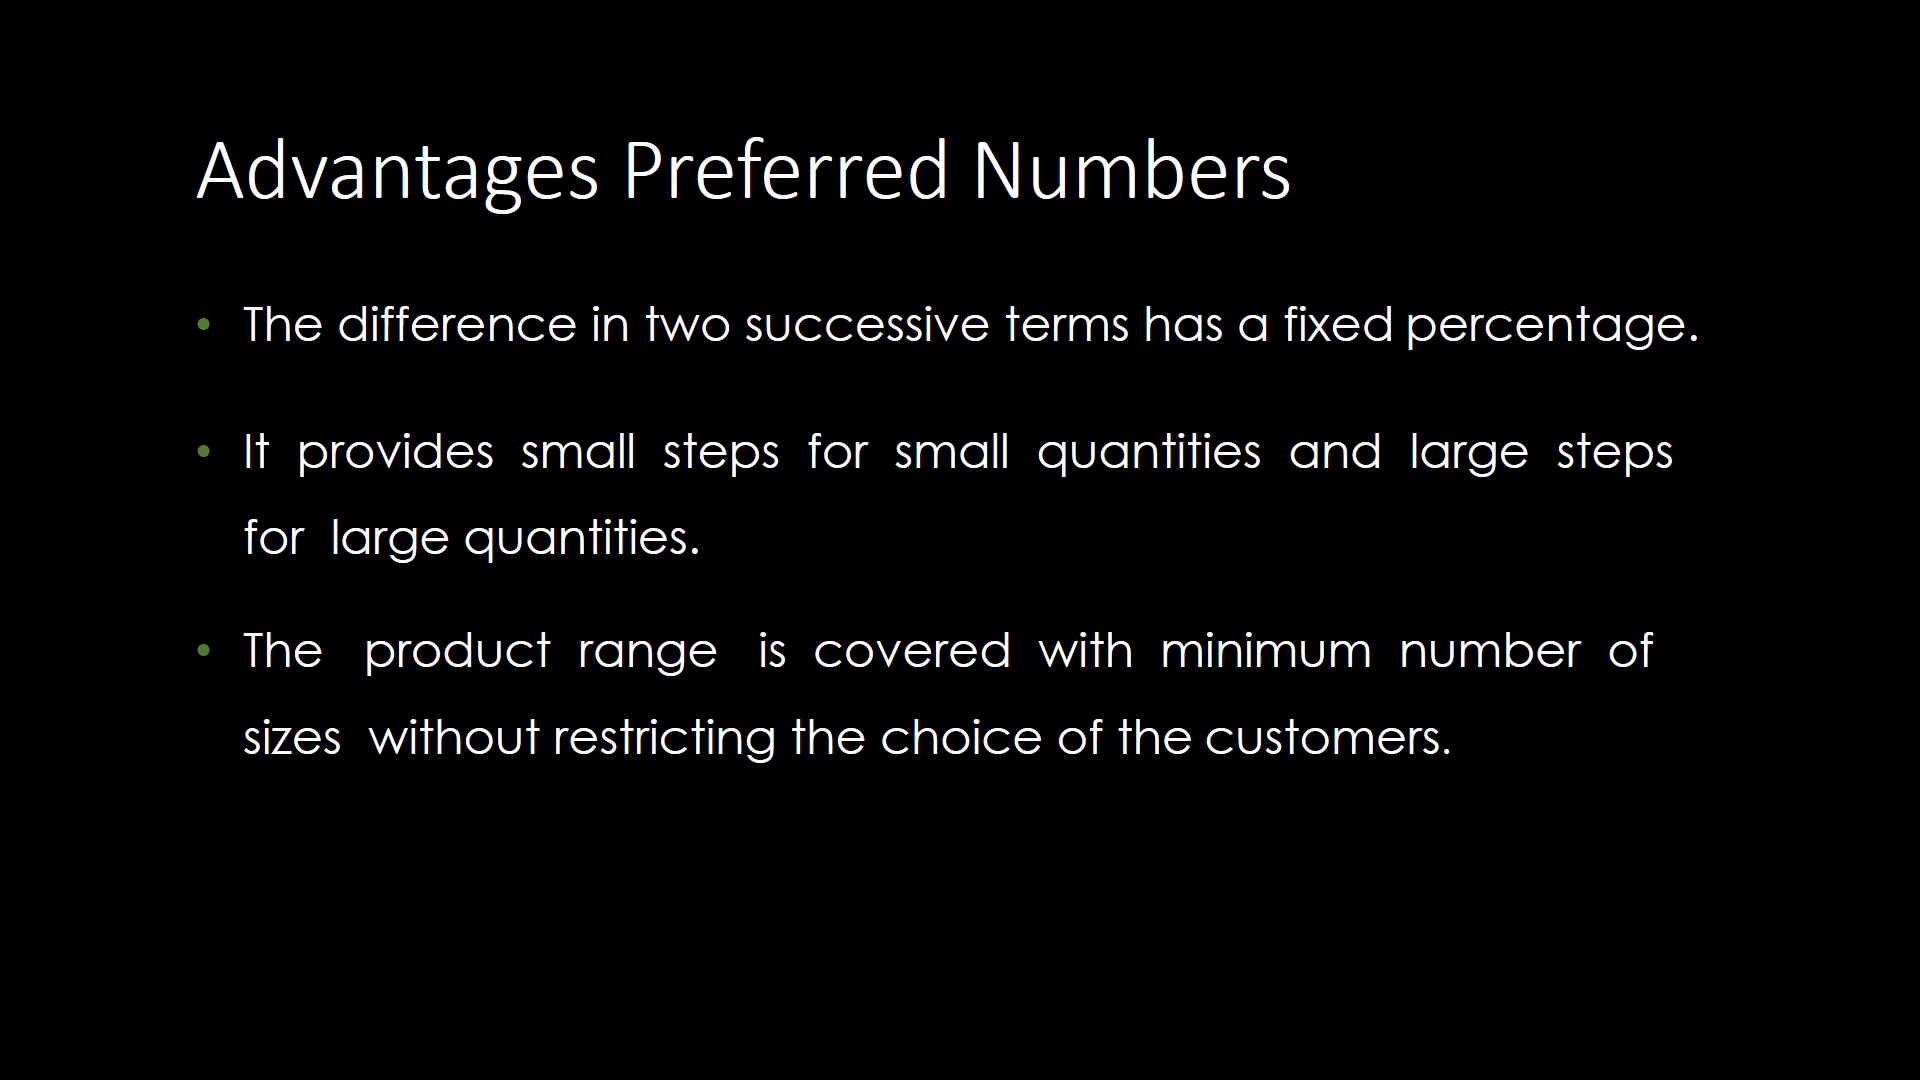 Advantages Preferred Numbers
• The difference in two successive terms has a fixed percentage.
• It provides small steps for small quantities and large steps
for large quantities.
• The product range is covered with minimum number of
sizes without restricting the choice of the customers.